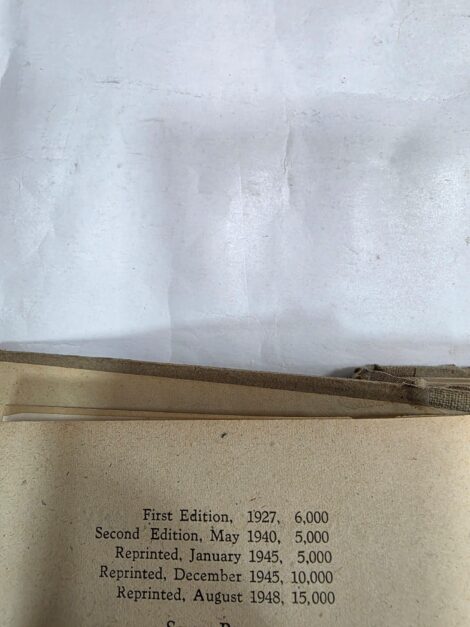 First Edition, 1927, 6,000
Second Edition, May 1940, 5,000
Reprinted, January 1945, 5,000
Reprinted, December 1945, 10,000
Reprinted, August 1948, 15,000